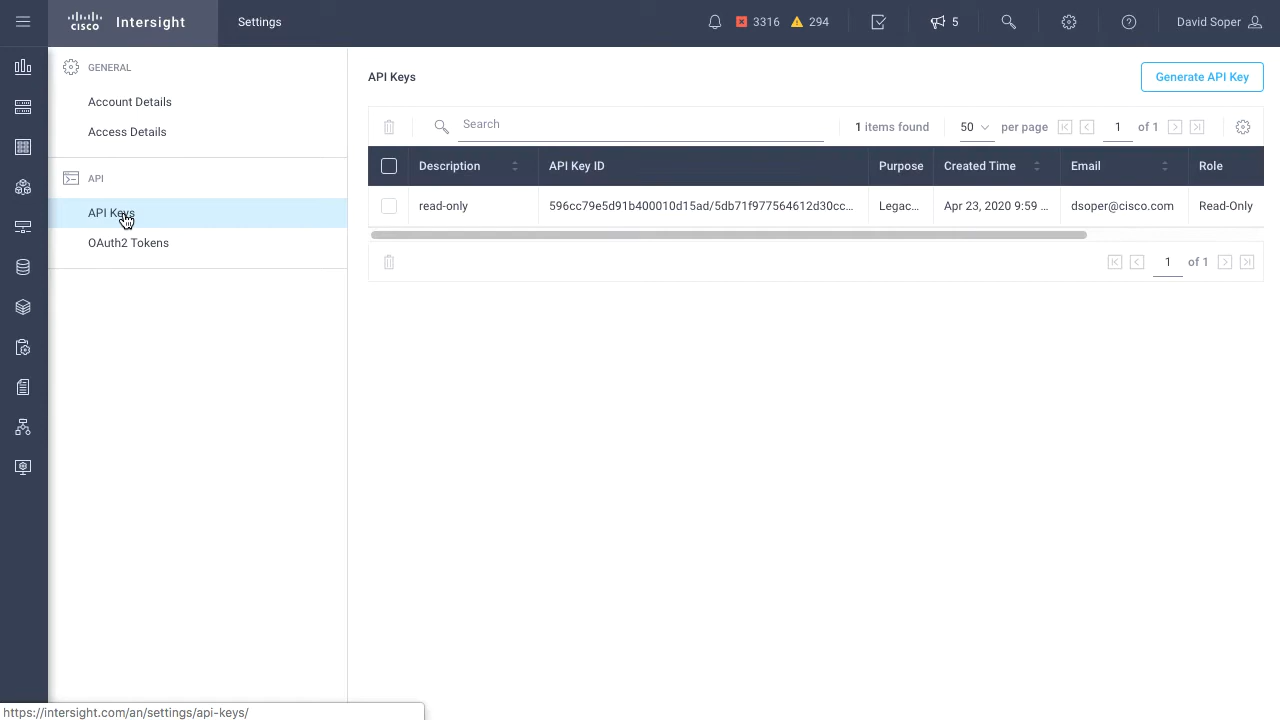 cisco Intersight Settings 3316 294 5 David Soper
GENERAL
Account Details
Access Details
API
API Keys
OAuth2 Tokens
API Keys
Generate API Key
Search 1 items found 50 per page 1 of 1
Description API Key ID Purpose Created Time Email Role
read-only 596cc79e5d91b400010d15ad/5db71f977564612d30cc... Legac... Apr 23, 2020 9:59 ... dsoper@cisco.com Read-Only
1 of 1
https://intersight.com/an/settings/api-keys/